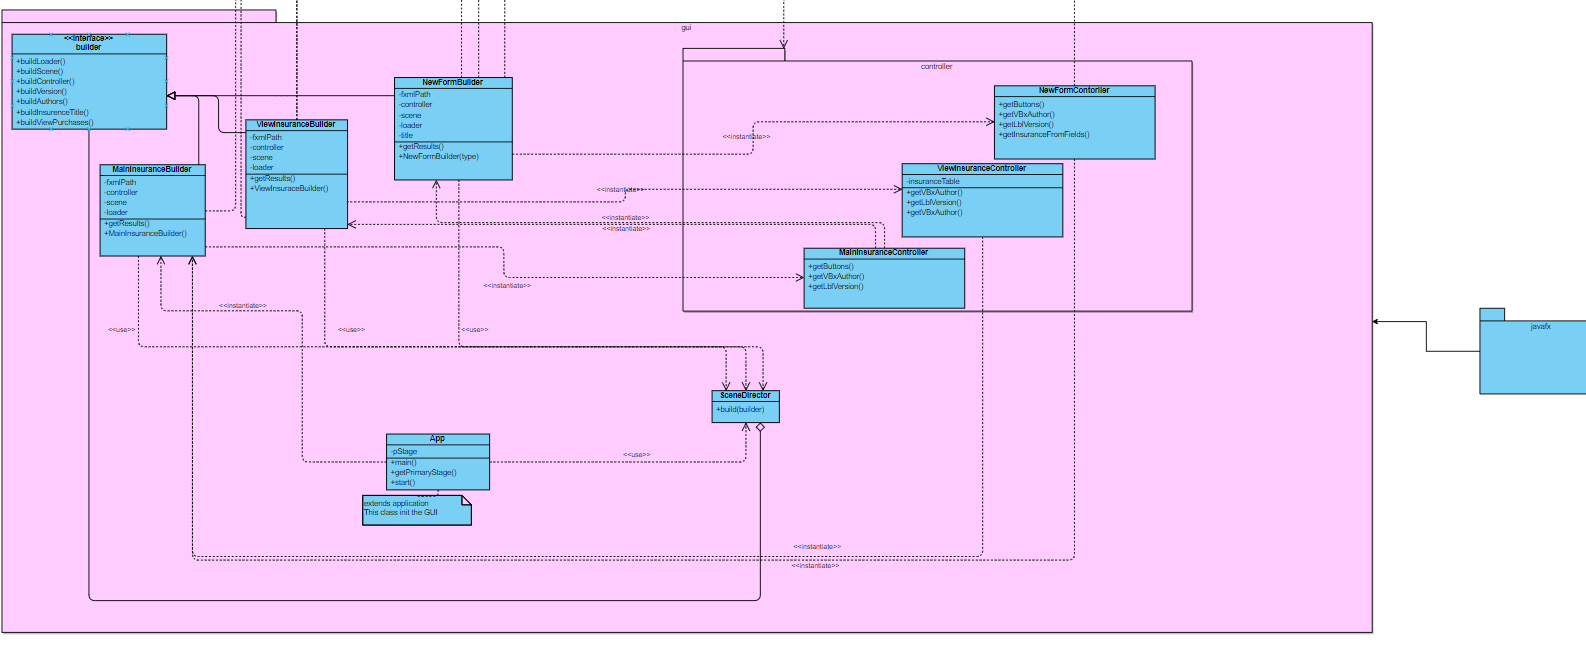 gui
<<interface>>
builder
+buildLoader()
+buildScene()
+buildController()
+buildVersion()
+buildAuthors()
+buildInsurenceTitle()
+buildViewPurchases()
NewFormBuilder
-fxmlPath
-controller
-scene
-loader
-title
+getResults()
+NewFormBuilder(type)
ViewInsuranceBuilder
-fxmlPath
-controller
-scene
-loader
+getResults()
+ViewInsuraceBuilder()
MainInsuranceBuilder
-fxmlPath
-controller
-scene
-loader
+getResults()
+MainInsuranceBuilder()
controller
NewFormContorller
+getButtons()
+getVBxAuthor()
+getLblVersion()
+getInsuranceFromFields()
ViewInsuranceController
-insuranceTable
+getVBxAuthor()
+getLblVersion()
+getVBxAuthor()
MainInsuranceController
+getButtons()
+getVBxAuthor()
+getLblVersion()
<<instantiate>>
<<instantiate>>
<<instantiate>>
<<instantiate>>
<<instantiate>>
<<instantiate>>
<<use>>
<<use>>
<<use>>
javafx
SceneDirector
+build(builder)
App
-pStage
+main()
+getPrimaryStage()
+start()
<<use>>
extends application
This class init the GUI
<<instantiate>>
<<instantiate>>